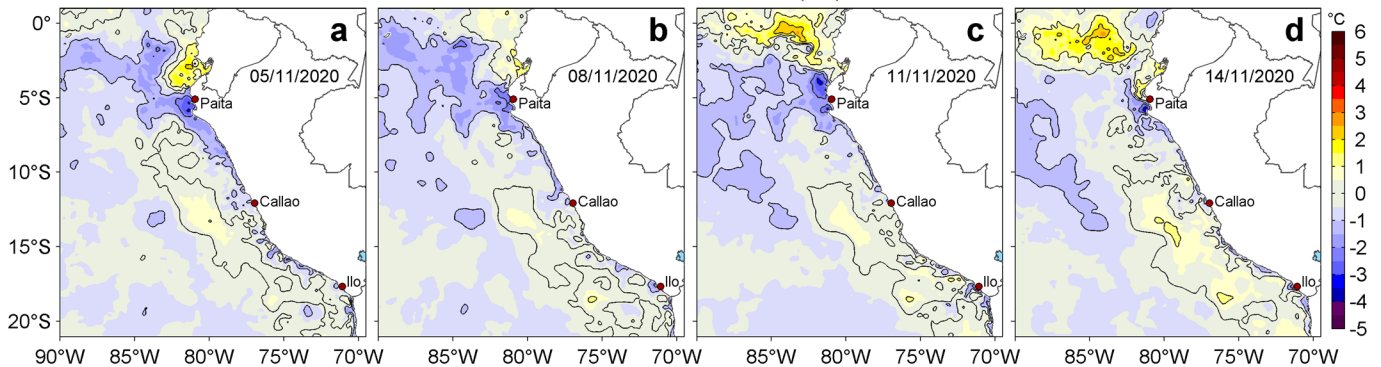 a b c d °C
05/11/2020 08/11/2020 11/11/2020 14/11/2020
0°
5°S
10°S
15°S
20°S
Paita Paita Paita Paita
Callao Callao Callao Callao
Ilo Ilo Ilo Ilo
90°W 85°W 80°W 75°W 70°W 85°W 80°W 75°W 70°W 85°W 80°W 75°W 70°W 85°W 80°W 75°W 70°W
6
5
4
3
2
1
0
-1
-2
-3
-4
-5